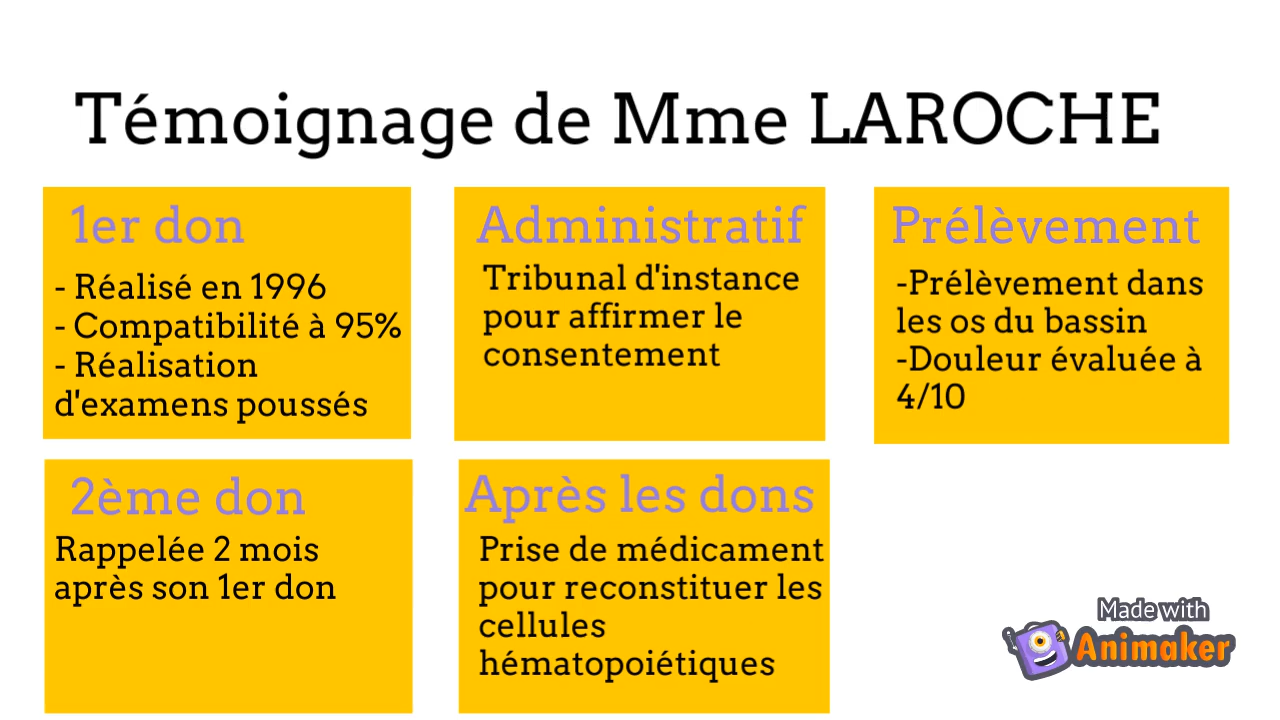 Témoignage de Mme LAROCHE
1er don
- Réalisé en 1996
- Compatibilité à 95%
- Réalisation
d'examens poussés
Administratif
Tribunal d'instance
pour affirmer le
consentement
Prélèvement
-Prélèvement dans
les os du bassin
-Douleur évaluée à
4/10
2ème don
Rappelée 2 mois
après son 1er don
Après les dons
Prise de médicament
pour reconstituer les
cellules
hématopoiétiques
Made with
Animaker